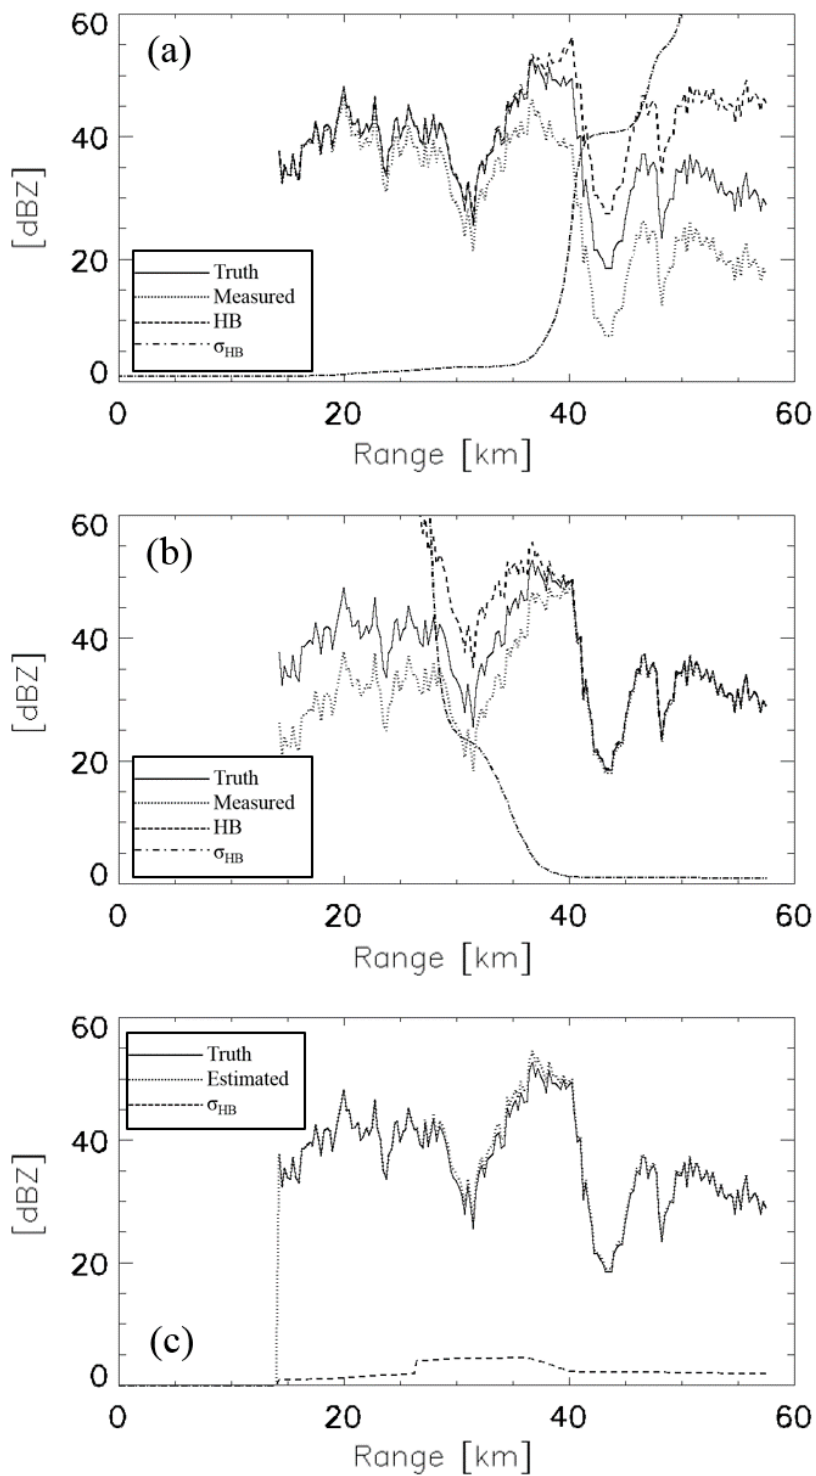 (a)
60
40
20
0
[dBZ]
Truth
Measured
HB
σHB
0 20 40 60
Range [km]
(b)
60
40
20
0
[dBZ]
Truth
Measured
HB
σHB
0 20 40 60
Range [km]
60
40
20
0
[dBZ]
Truth
Estimated
σHB
(c)
0 20 40 60
Range [km]